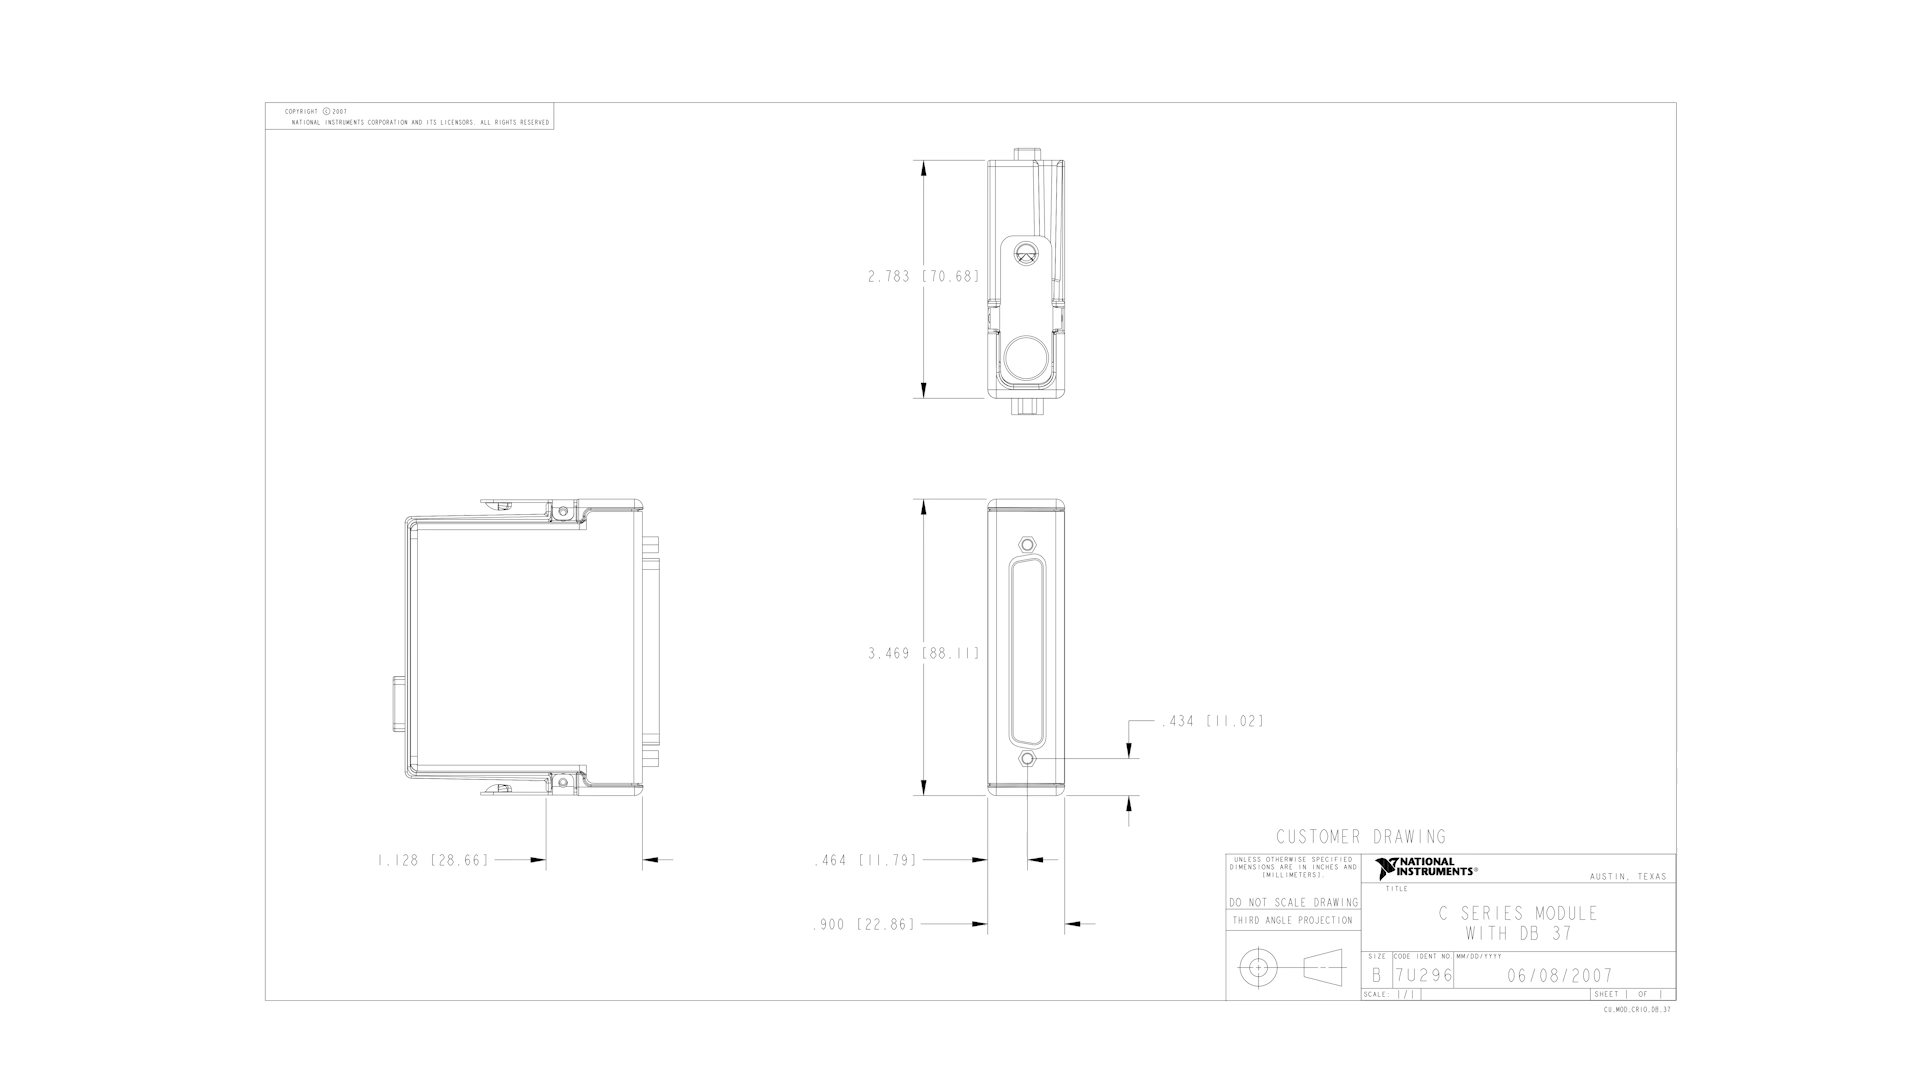 COPYRIGHT © 2007
NATIONAL INSTRUMENTS CORPORATION AND ITS LICENSORS. ALL RIGHTS RESERVED
2.783 [70.68]
3.469 [88.11]
.434 [11.02]
1.128 [28.66]
.464 [11.79]
.900 [22.86]
CUSTOMER DRAWING
UNLESS OTHERWISE SPECIFIED
DIMENSIONS ARE IN INCHES AND
[MILLIMETERS].
DO NOT SCALE DRAWING
THIRD ANGLE PROJECTION
NATIONAL
INSTRUMENTS®
AUSTIN, TEXAS
TITLE
C SERIES MODULE
WITH DB 37
SIZE CODE IDENT NO. MM/DD/YYYY
B 7U296 06/08/2007
SCALE: 1/1 SHEET 1 OF 1
CU_MOD_CRIO_DB_37